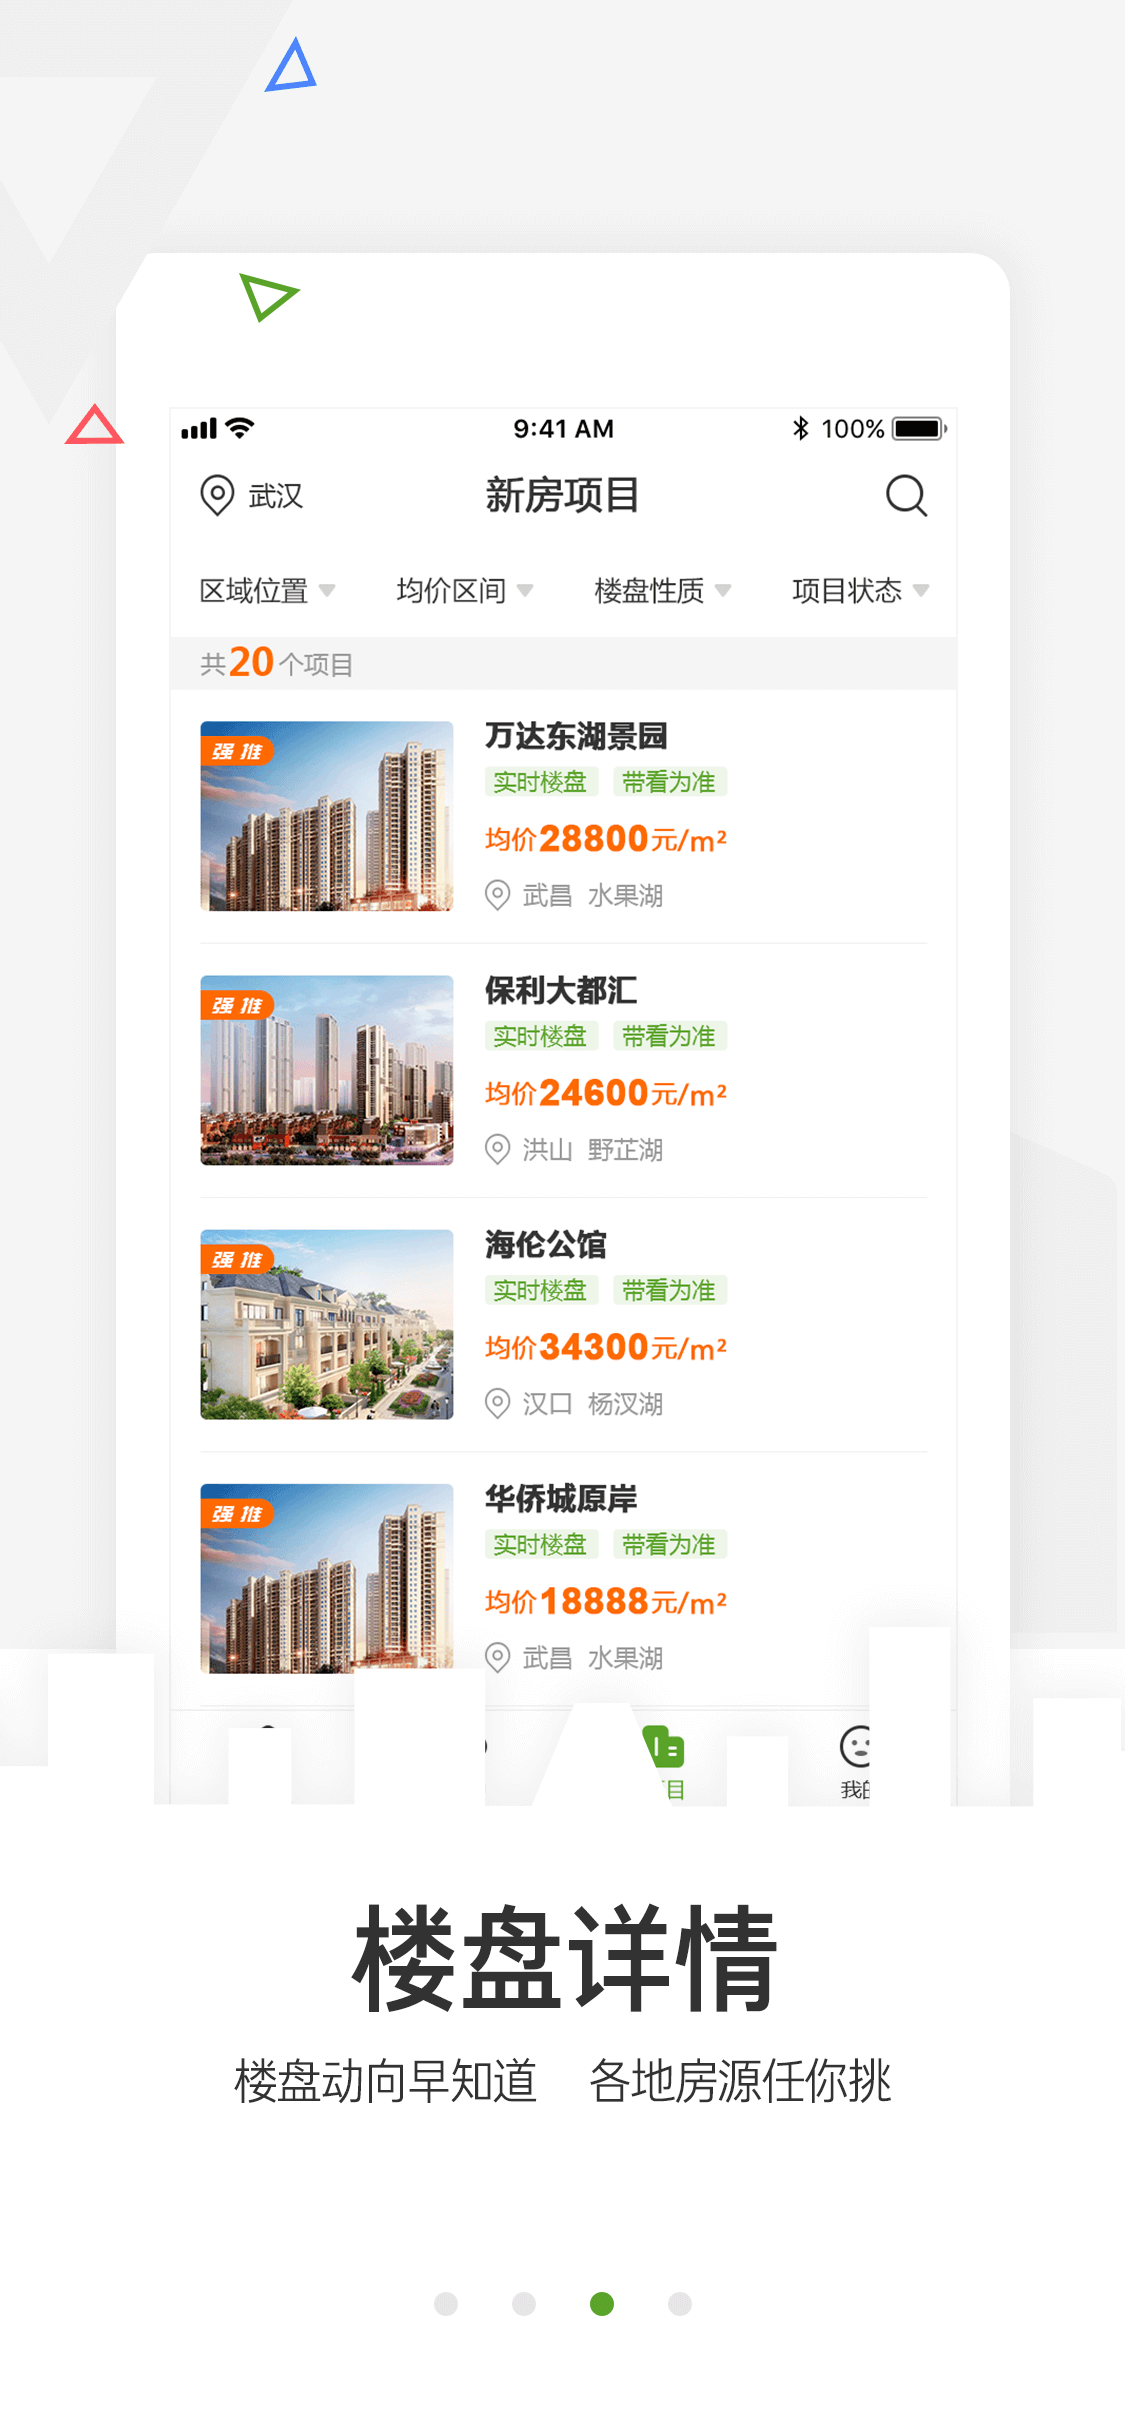 9:41 AM
100%
武汉
新房项目
区域位置 均价区间 楼盘性质 项目状态
共20个项目
强推
万达东湖景园
实时楼盘 带看为准
均价28800元/m²
武昌 水果湖
强推
保利大都汇
实时楼盘 带看为准
均价24600元/m²
洪山 野芷湖
强推
海伦公馆
实时楼盘 带看为准
均价34300元/m²
汉口 杨汊湖
强推
华侨城原岸
实时楼盘 带看为准
均价18888元/m²
武昌 水果湖
目 我的
楼盘详情
楼盘动向早知道 各地房源任你挑